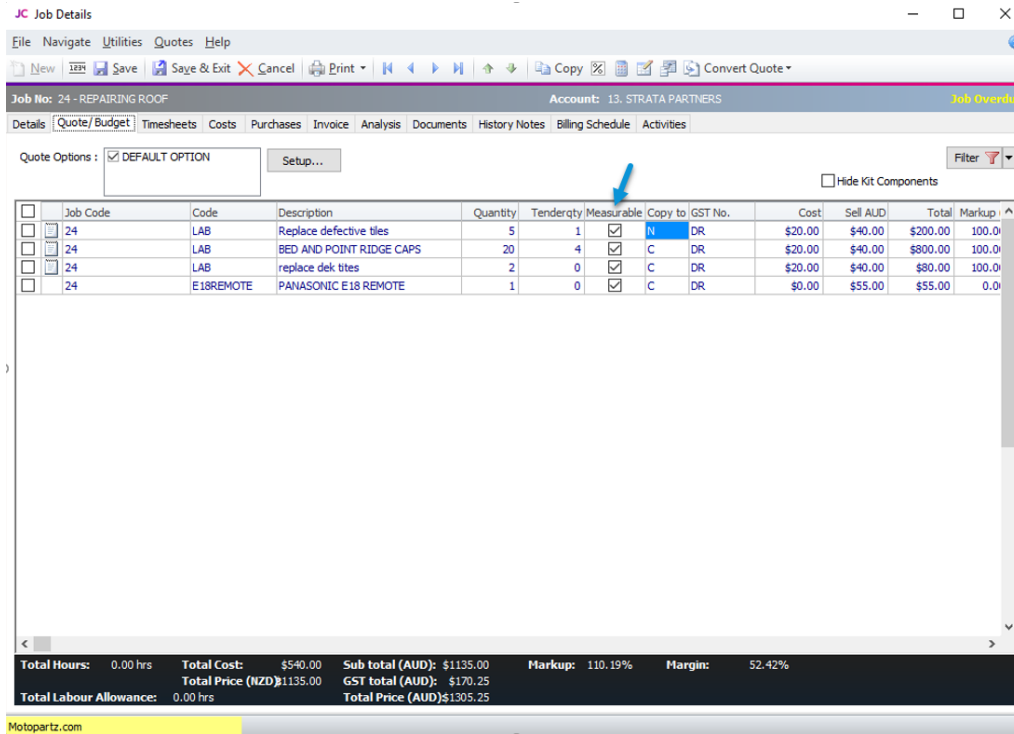 JC Job Details
File Navigate Utilities Quotes Help
New 1234 Save Save & Exit Cancel Print Copy Convert Quote
Job No: 24 - REPAIRING ROOF Account: 13. STRATA PARTNERS Job Overdu
Details Quote/Budget Timesheets Costs Purchases Invoice Analysis Documents History Notes Billing Schedule Activities
Quote Options : DEFAULT OPTION Setup... Filter
Hide Kit Components
Job Code Code Description Quantity Tenderqty Measurable Copy to GST No. Cost Sell AUD Total Markup
24 LAB Replace defective tiles 5 1 N DR $20.00 $40.00 $200.00 100.0
24 LAB BED AND POINT RIDGE CAPS 20 4 C DR $20.00 $40.00 $800.00 100.0
24 LAB replace dek tites 2 0 C DR $20.00 $40.00 $80.00 100.0
24 E18REMOTE PANASONIC E18 REMOTE 1 0 C DR $0.00 $55.00 $55.00 0.0
Total Hours: 0.00 hrs Total Cost: $540.00 Sub total (AUD): $1135.00 Markup: 110.19% Margin: 52.42%
Total Price (NZD): $1135.00 GST total (AUD): $170.25
Total Labour Allowance: 0.00 hrs Total Price (AUD): $1305.25
Motopartz.com